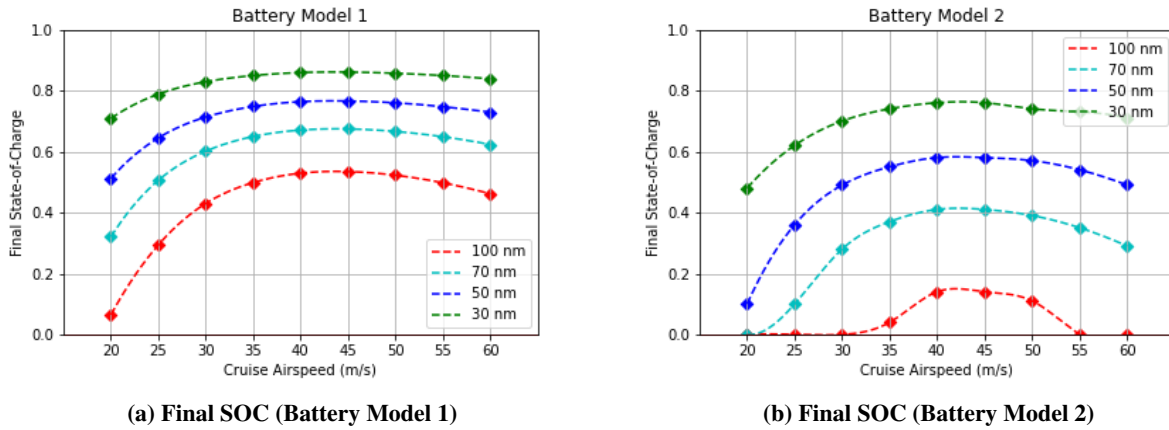 Battery Model 1
Final State-of-Charge
1.0
0.8
0.6
0.4
0.2
0.0
100 nm
70 nm
50 nm
30 nm
20 25 30 35 40 45 50 55 60
Cruise Airspeed (m/s)
(a) Final SOC (Battery Model 1)
Battery Model 2
Final State-of-Charge
1.0
0.8
0.6
0.4
0.2
0.0
100 nm
70 nm
50 nm
30 nm
20 25 30 35 40 45 50 55 60
Cruise Airspeed (m/s)
(b) Final SOC (Battery Model 2)